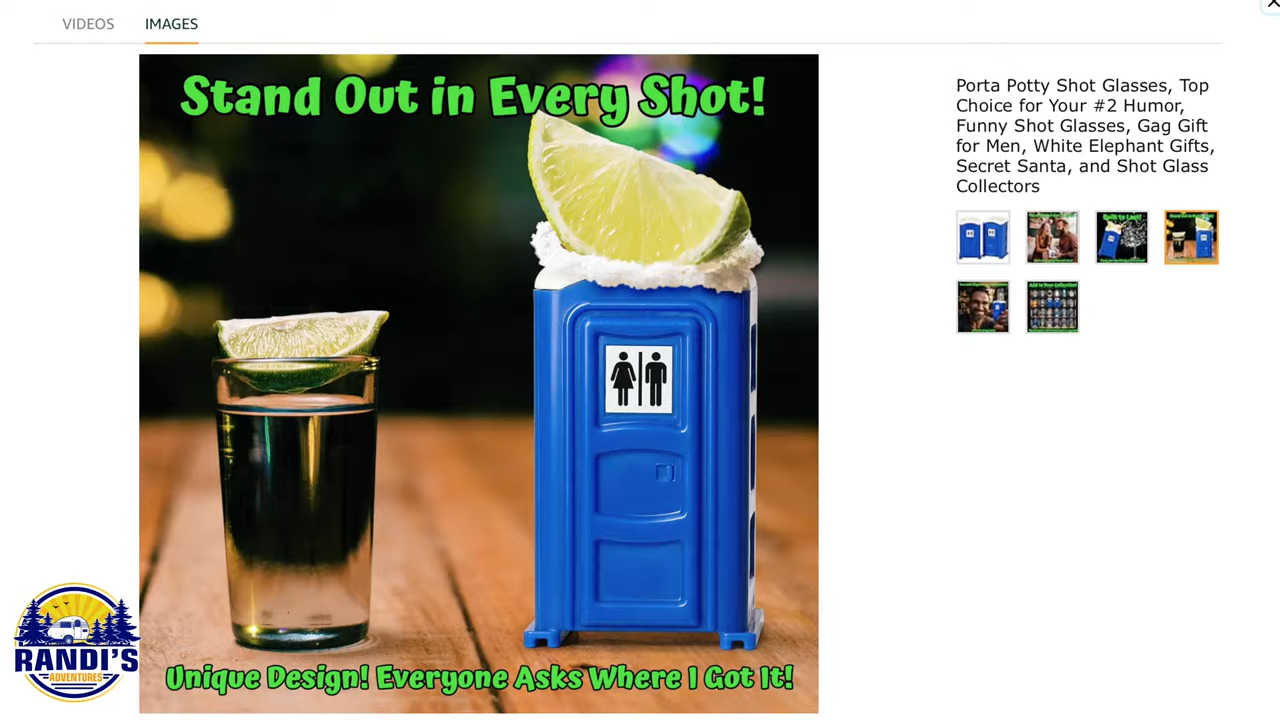 VIDEOS
IMAGES
Stand Out in Every Shot!
Unique Design! Everyone Asks Where I Got It!
Porta Potty Shot Glasses, Top
Choice for Your #2 Humor,
Funny Shot Glasses, Gag Gift
for Men, White Elephant Gifts,
Secret Santa, and Shot Glass
Collectors
RANDI'S
ADVENTURES